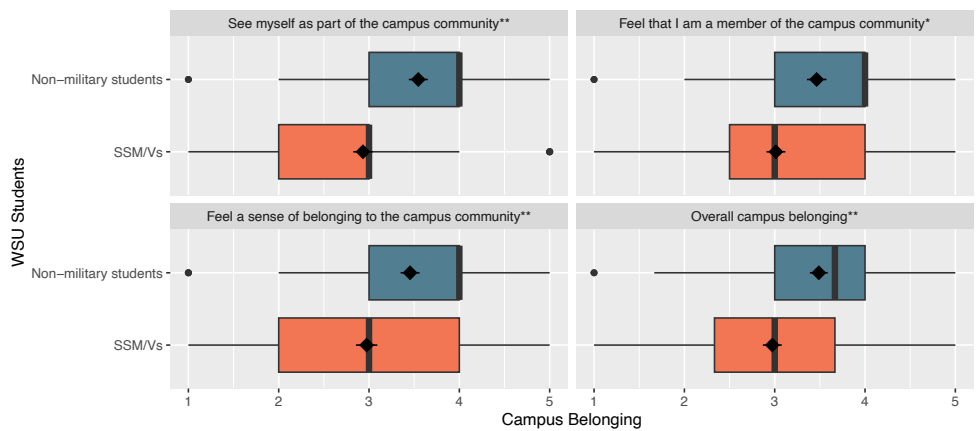 See myself as part of the campus community**
Feel that I am a member of the campus community*
Non−military students
SSM/Vs
Feel a sense of belonging to the campus community**
Overall campus belonging**
Non−military students
SSM/Vs
1 2 3 4 5
1 2 3 4 5
Campus Belonging
WSU Students